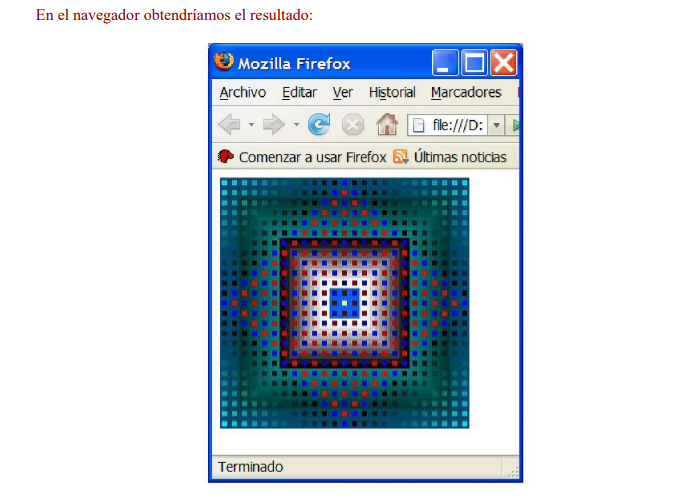 En el navegador obtendríamos el resultado:
Mozilla Firefox
Archivo Editar Ver Historial Marcadores
file:///D:
Comenzar a usar Firefox Últimas noticias
Terminado